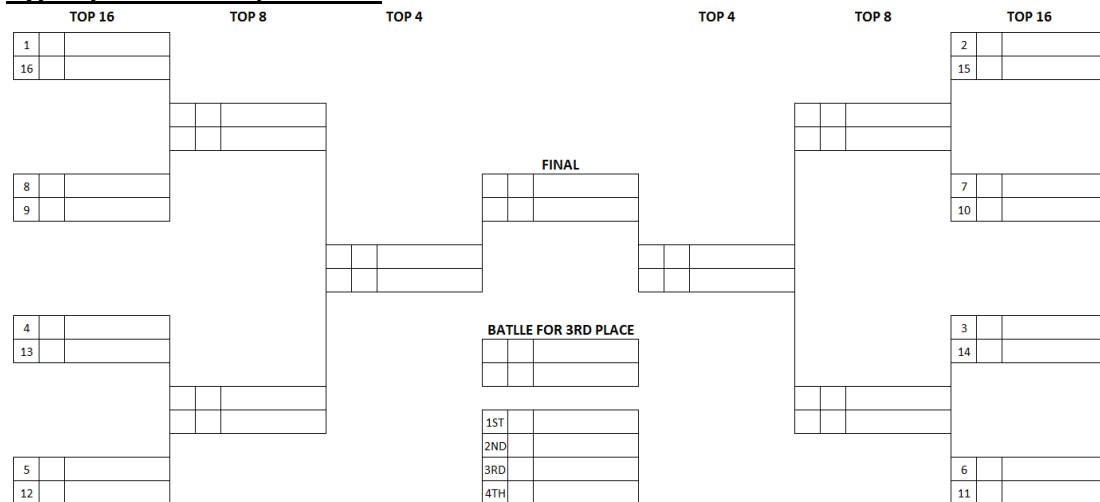 TOP 16 TOP 8 TOP 4 TOP 4 TOP 8 TOP 16
1 2
16 15
FINAL
8 7
9 10
4 BATLLE FOR 3RD PLACE 3
13 14
1ST
2ND
5 3RD 6
12 4TH 11